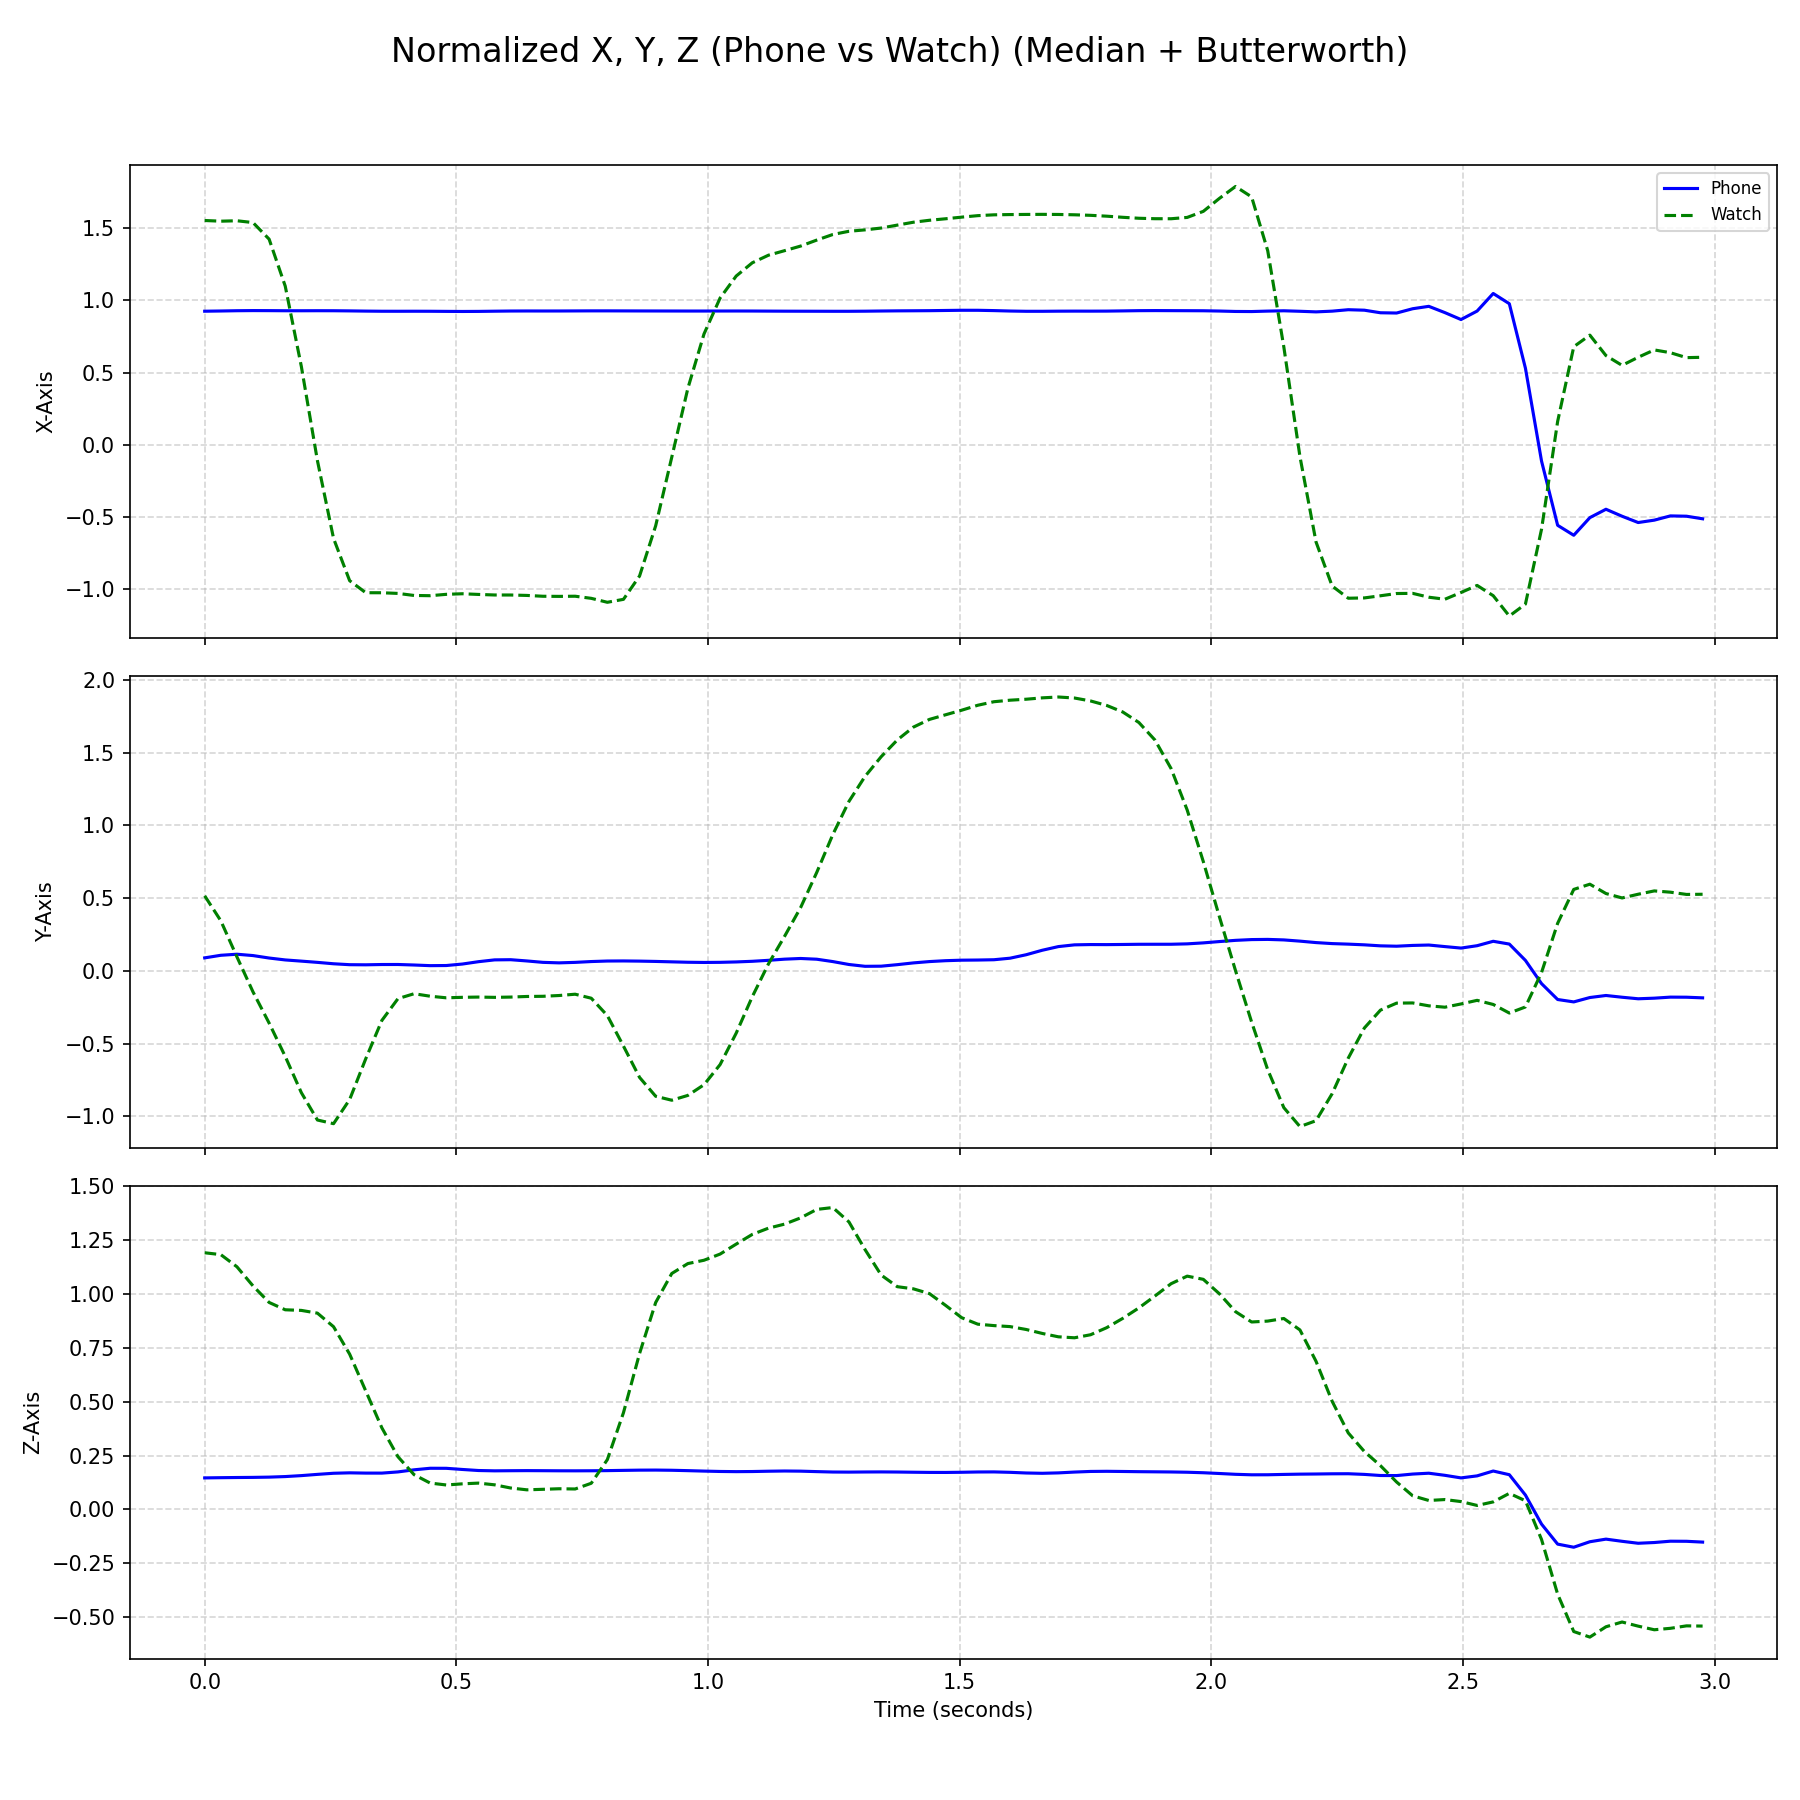 Normalized X, Y, Z (Phone vs Watch) (Median + Butterworth)
Phone
Watch
X-Axis
1.5
1.0
0.5
0.0
−0.5
−1.0
Y-Axis
2.0
1.5
1.0
0.5
0.0
−0.5
−1.0
Z-Axis
1.50
1.25
1.00
0.75
0.50
0.25
0.00
−0.25
−0.50
0.0 0.5 1.0 1.5 2.0 2.5 3.0
Time (seconds)